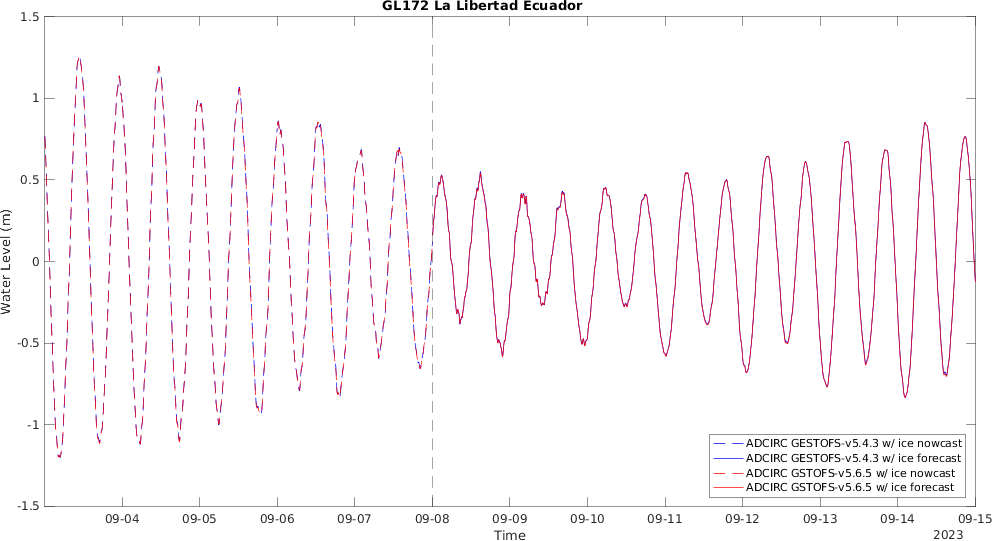 GL172 La Libertad Ecuador
1.5
1
0.5
0
-0.5
-1
-1.5
Water Level (m)
ADCIRC GESTOFS-v5.4.3 w/ ice nowcast
ADCIRC GESTOFS-v5.4.3 w/ ice forecast
ADCIRC GSTOFS-v5.6.5 w/ ice nowcast
ADCIRC GSTOFS-v5.6.5 w/ ice forecast
09-04 09-05 09-06 09-07 09-08 09-09 09-10 09-11 09-12 09-13 09-14 09-15
Time
2023